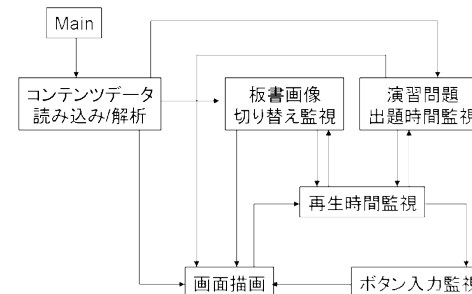 Main
コンテンツデータ
読み込み/解析
板書画像
切り替え監視
演習問題
出題時間監視
再生時間監視
画面描画
ボタン入力監視